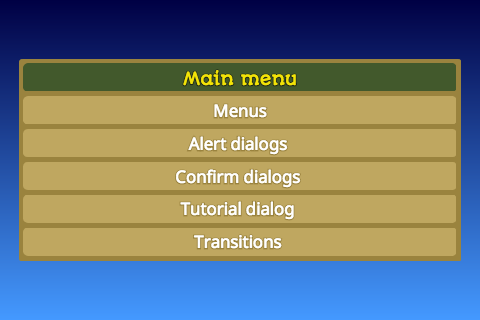 Main menu
Menus
Alert dialogs
Confirm dialogs
Tutorial dialog
Transitions